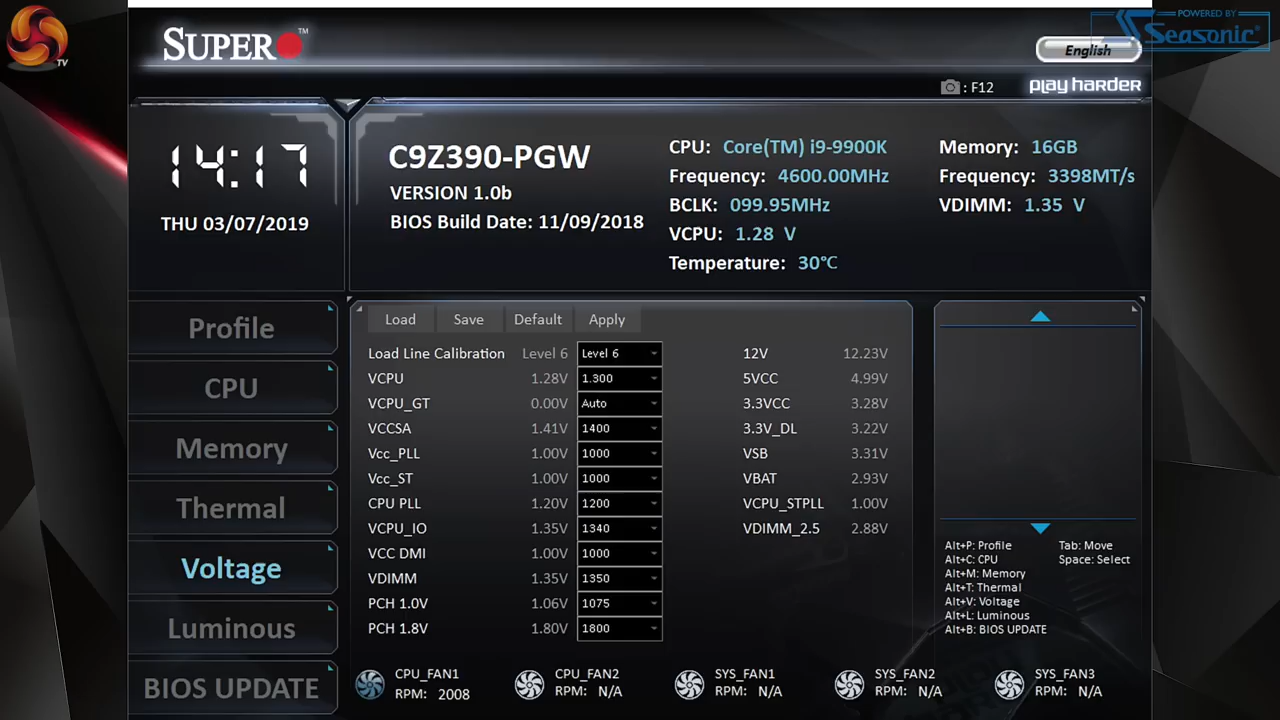 TV
SUPER TM
POWERED BY
Seasonic
English
: F12
play harder
14:17
THU 03/07/2019
C9Z390-PGW
VERSION 1.0b
BIOS Build Date: 11/09/2018
CPU: Core(TM) i9-9900K
Frequency: 4600.00MHz
BCLK: 099.95MHz
VCPU: 1.28 V
Temperature: 30℃
Memory: 16GB
Frequency: 3398MT/s
VDIMM: 1.35 V
Profile
CPU
Memory
Thermal
Voltage
Luminous
BIOS UPDATE
Load Save Default Apply
Load Line Calibration Level 6 Level 6
VCPU 1.28V 1.300
VCPU_GT 0.00V Auto
VCCSA 1.41V 1400
Vcc_PLL 1.00V 1000
Vcc_ST 1.00V 1000
CPU PLL 1.20V 1200
VCPU_IO 1.35V 1340
VCC DMI 1.00V 1000
VDIMM 1.35V 1350
PCH 1.0V 1.06V 1075
PCH 1.8V 1.80V 1800
12V 12.23V
5VCC 4.99V
3.3VCC 3.28V
3.3V_DL 3.22V
VSB 3.31V
VBAT 2.93V
VCPU_STPLL 1.00V
VDIMM_2.5 2.88V
Alt+P: Profile
Alt+C: CPU
Alt+M: Memory
Alt+T: Thermal
Alt+V: Voltage
Alt+L: Luminous
Alt+B: BIOS UPDATE
Tab: Move
Space: Select
CPU_FAN1
RPM: 2008
CPU_FAN2
RPM: N/A
SYS_FAN1
RPM: N/A
SYS_FAN2
RPM: N/A
SYS_FAN3
RPM: N/A